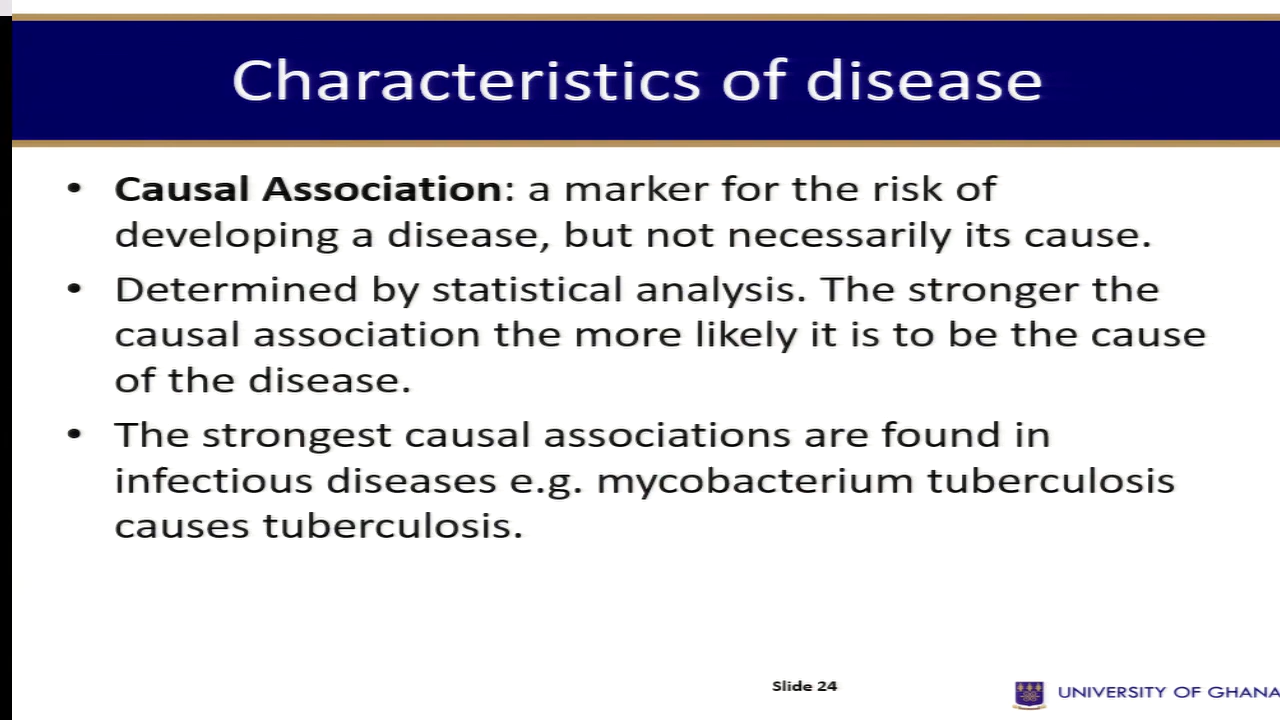 Characteristics of disease
• Causal Association: a marker for the risk of
developing a disease, but not necessarily its cause.
• Determined by statistical analysis. The stronger the
causal association the more likely it is to be the cause
of the disease.
• The strongest causal associations are found in
infectious diseases e.g. mycobacterium tuberculosis
causes tuberculosis.
Slide 24
UNIVERSITY OF GHANA